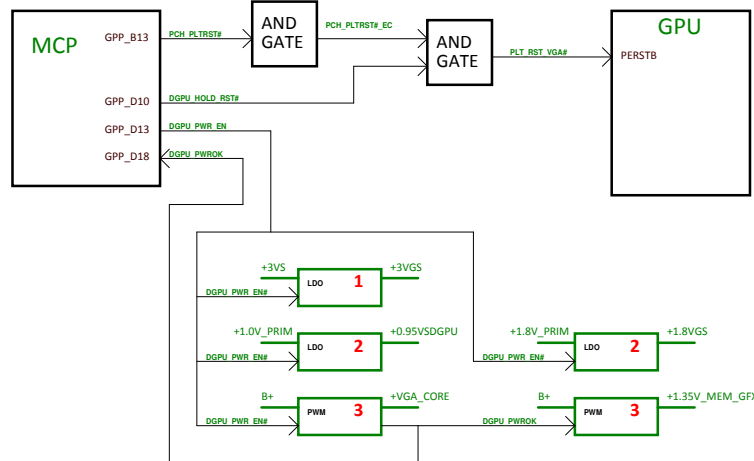 MCP
GPP_B13
PCH_PLTRST#
AND
GATE
PCH_PLTRST#_EC
AND
GATE
PLT_RST_VGA#
GPU
PERSTB
GPP_D10
DGPU_HOLD_RST#
GPP_D13
DGPU_PWR_EN
GPP_D18
DGPU_PWROK
+3VS
LDO
1
+3VGS
DGPU_PWR_EN#
+1.0V_PRIM
LDO
2
+0.95VSDGPU
DGPU_PWR_EN#
+1.8V_PRIM
LDO
2
+1.8VGS
DGPU_PWR_EN#
B+
PWM
3
+VGA_CORE
DGPU_PWR_EN#
B+
PWM
3
+1.35V_MEM_GFX
DGPU_PWROK